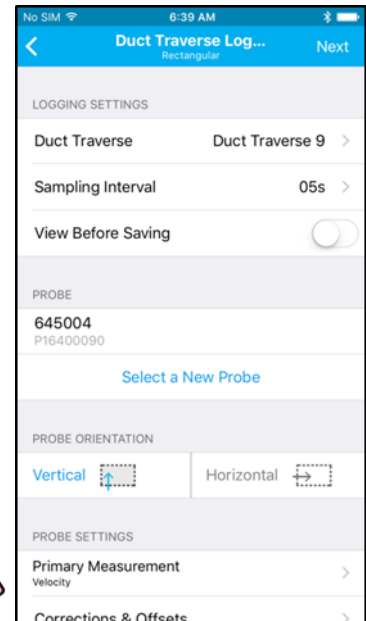 No SIM 6:39 AM
Duct Traverse Log... Next
Rectangular
LOGGING SETTINGS
Duct Traverse Duct Traverse 9
Sampling Interval 05s
View Before Saving
PROBE
645004
P16400090
Select a New Probe
PROBE ORIENTATION
Vertical Horizontal
PROBE SETTINGS
Primary Measurement
Velocity
Corrections & Offsets